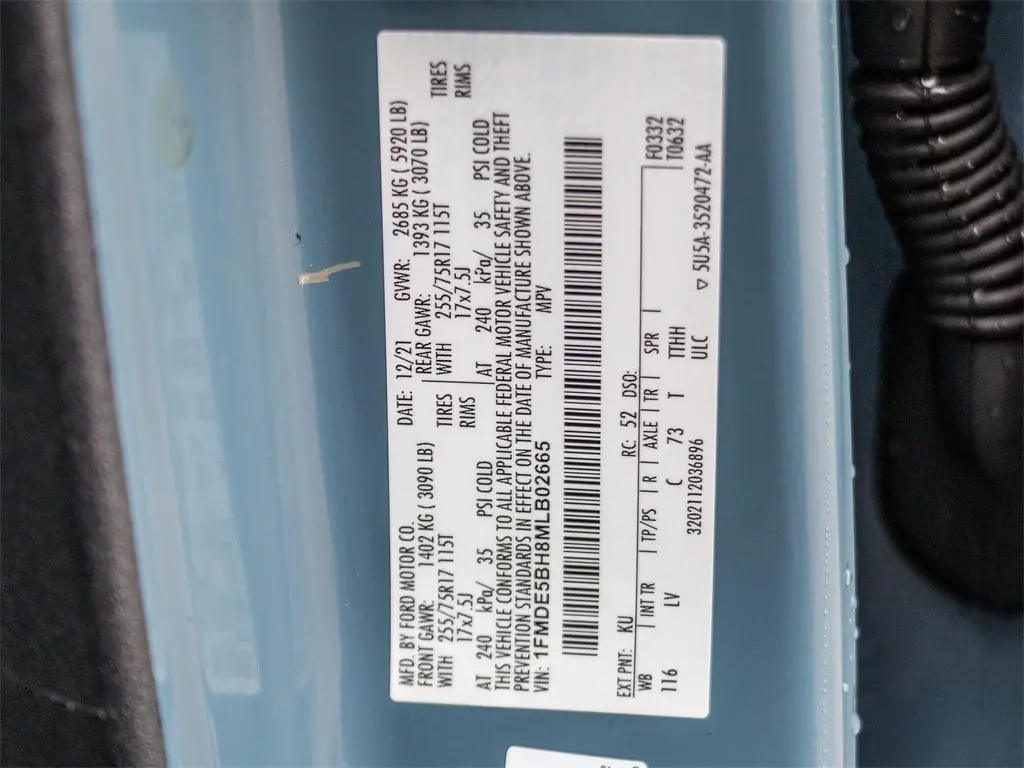 MFD. BY FORD MOTOR CO. DATE: 12/21 GVWR: 2685 KG ( 5920 LB)
FRONT GAWR: 1402 KG ( 3090 LB) REAR GAWR: 1393 KG ( 3070 LB)
WITH 255/75R17 115T TIRES WITH 255/75R17 115T TIRES
17x7.5J RIMS 17x7.5J RIMS
AT 240 kPa/ 35 PSI COLD AT 240 kPa/ 35 PSI COLD
THIS VEHICLE CONFORMS TO ALL APPLICABLE FEDERAL MOTOR VEHICLE SAFETY AND THEFT
PREVENTION STANDARDS IN EFFECT ON THE DATE OF MANUFACTURE SHOWN ABOVE.
VIN: 1FMDE5BH8MLB02665 TYPE: MPV
EXT PNT: KU RC: 52 DSO: F0332
WB INT TR TP/PS R AXLE TR SPR T0632
116 LV C 73 T TTHH
3202112036896 ULC ▽ 5U5A-3520472-AA